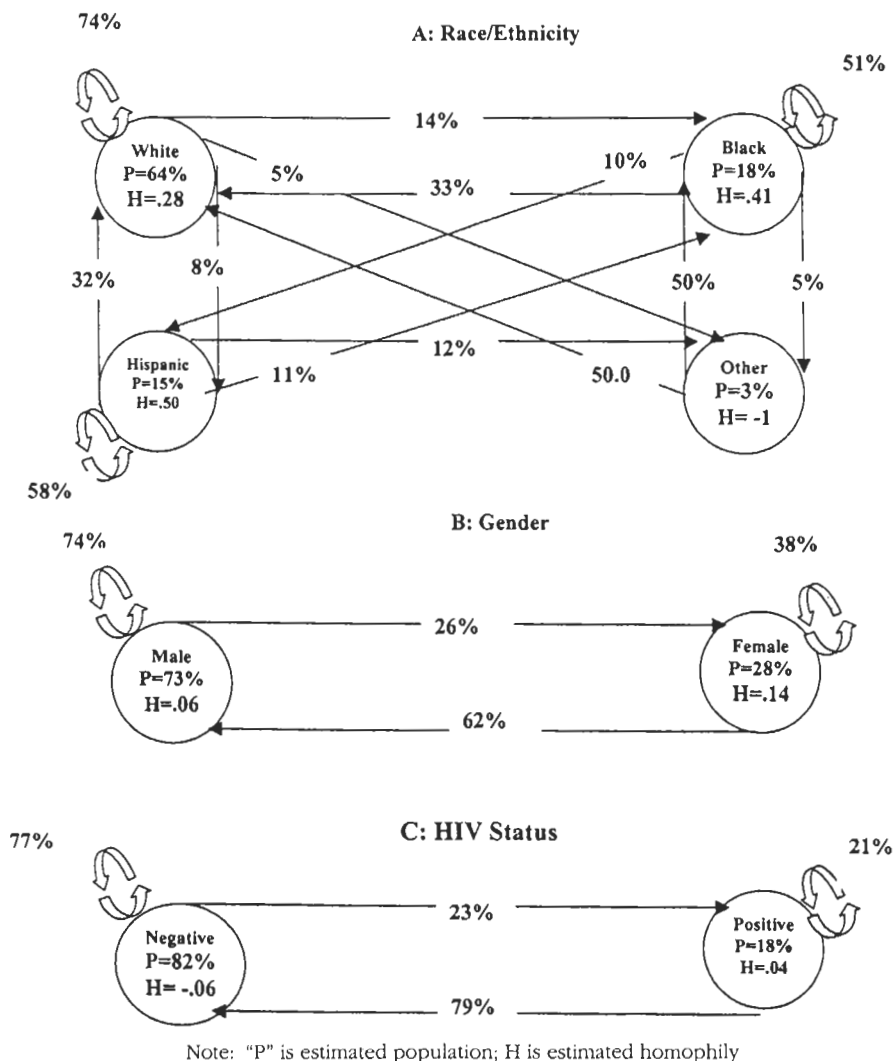 74%
A: Race/Ethnicity
51%
14%
White
P=64%
H=.28
5%
10%
33%
Black
P=18%
H=.41
32%
8%
50%
5%
Hispanic
P=15%
H=.50
12%
11%
50.0
Other
P=3%
H= -1
58%
B: Gender
74%
38%
26%
Male
P=73%
H=.06
Female
P=28%
H=.14
62%
C: HIV Status
77%
21%
23%
Negative
P=82%
H= -.06
Positive
P=18%
H=.04
79%
Note: "P" is estimated population; H is estimated homophily